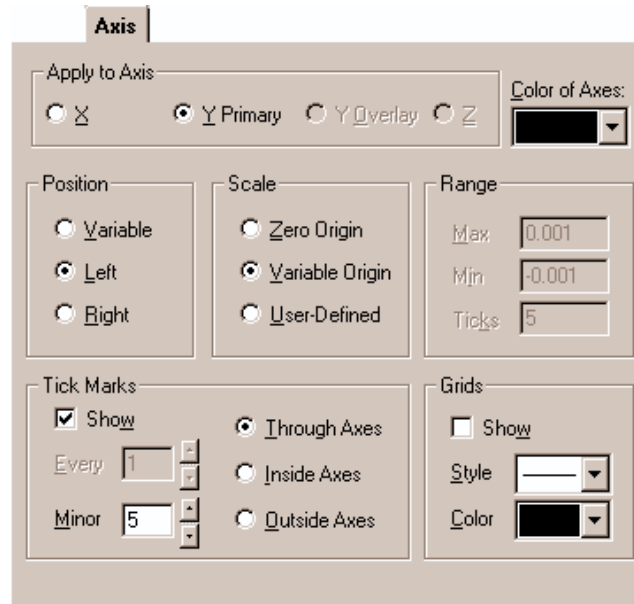 Axis
Apply to Axis
X Y Primary Y Overlay Z
Color of Axes:
Position
Variable
Left
Right
Scale
Zero Origin
Variable Origin
User-Defined
Range
Max 0.001
Min -0.001
Ticks 5
Tick Marks
Show
Every 1
Minor 5
Through Axes
Inside Axes
Outside Axes
Grids
Show
Style
Color